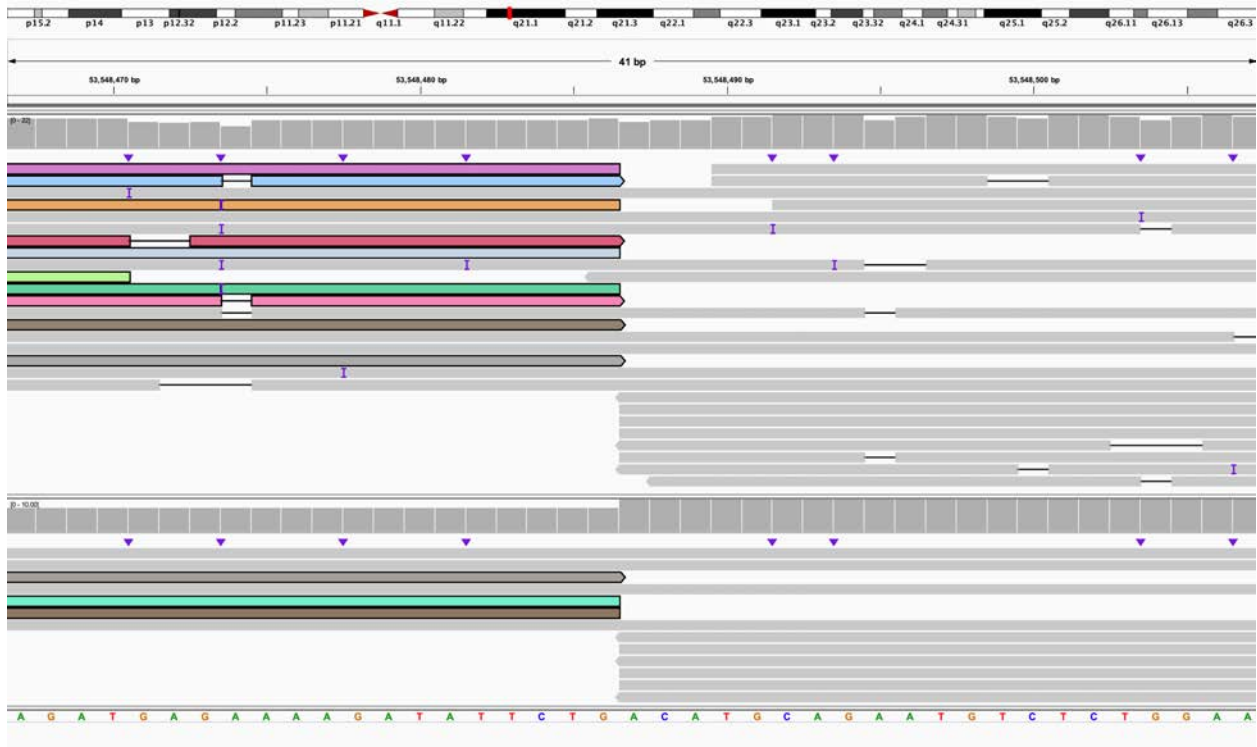 p15.2 p14 p13 p12.32 p12.2 p11.23 p11.21 q11.1 q11.22 q21.1 q21.2 q21.3 q22.1 q22.3 q23.1 q23.2 q23.32 q24.1 q24.31 q25.1 q25.2 q26.11 q26.13 q26.3
41 bp
53,548,470 bp 53,548,480 bp 53,548,490 bp 53,548,500 bp
[0 - 22]
[0 - 10.00]
A G A T G A G A A A A G A T A T T C T G A C A T G C A G A A T G T C T C T G G A A